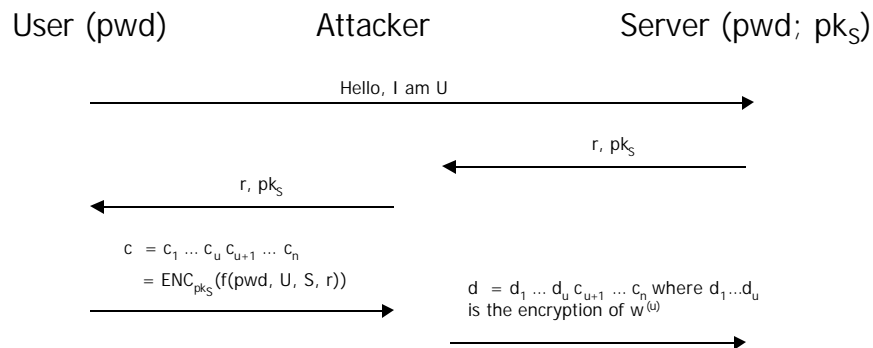 User (pwd) Attacker Server (pwd; pkS)
Hello, I am U
r, pkS
r, pkS
c = c1 ... cu cu+1 ... cn
= ENCpkS(f(pwd, U, S, r))
d = d1 ... du cu+1 ... cn where d1...du
is the encryption of w(u)